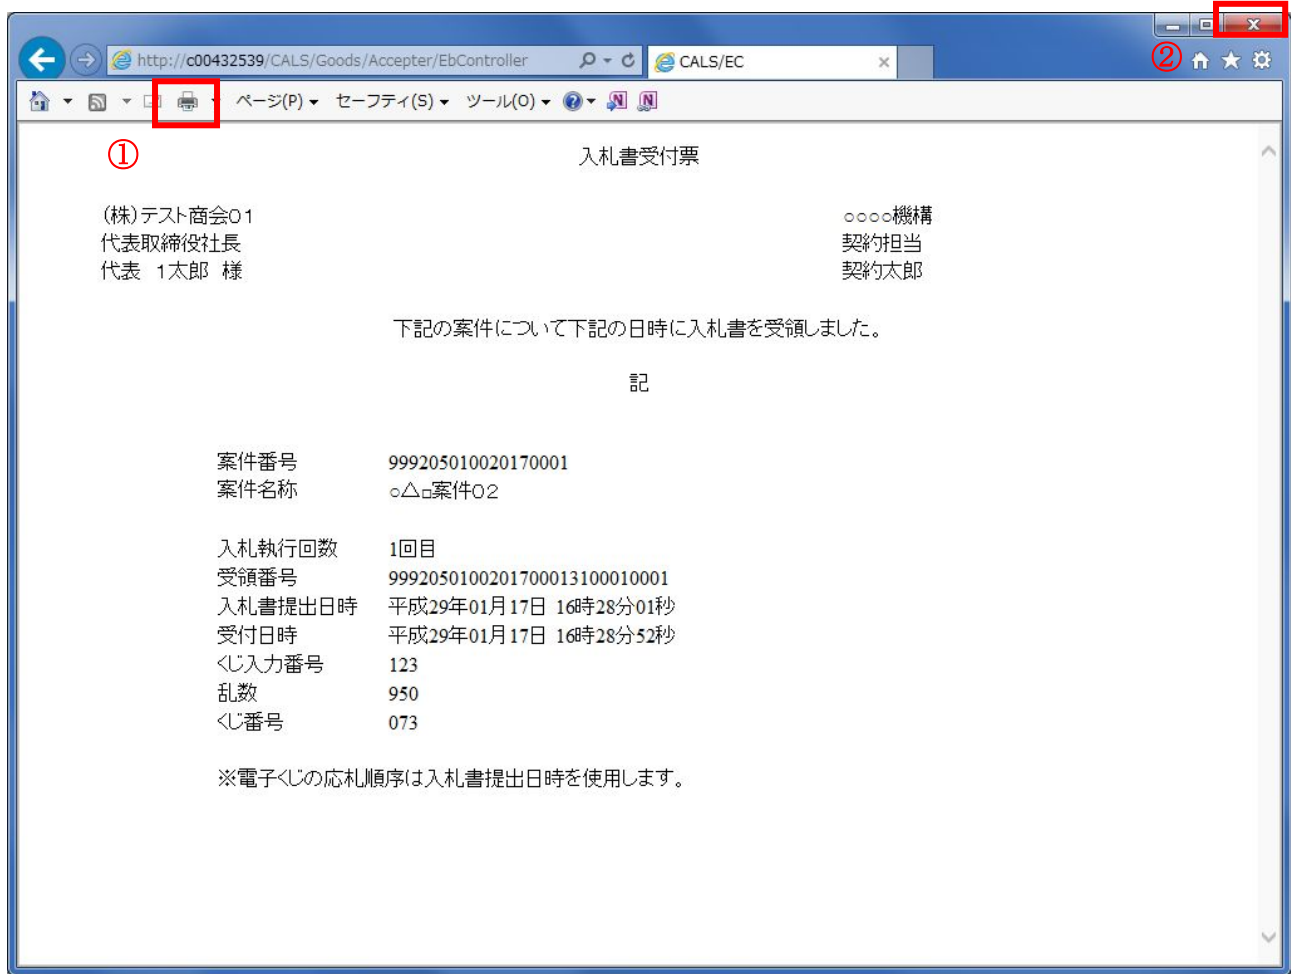 ②
http://c00432539/CALS/Goods/Accepter/EbController
CALS/EC
ページ(P) セーフティ(S) ツール(O)
①
入札書受付票
(株)テスト商会01
○○○○機構
代表取締役社長
契約担当
代表 1太郎 様
契約太郎
下記の案件について下記の日時に入札書を受領しました。
記
案件番号 999205010020170001
案件名称 ○△□案件02
入札執行回数 1回目
受領番号 9992050100201700013100010001
入札書提出日時 平成29年01月17日 16時28分01秒
受付日時 平成29年01月17日 16時28分52秒
くじ入力番号 123
乱数 950
くじ番号 073
※電子くじの応札順序は入札書提出日時を使用します。